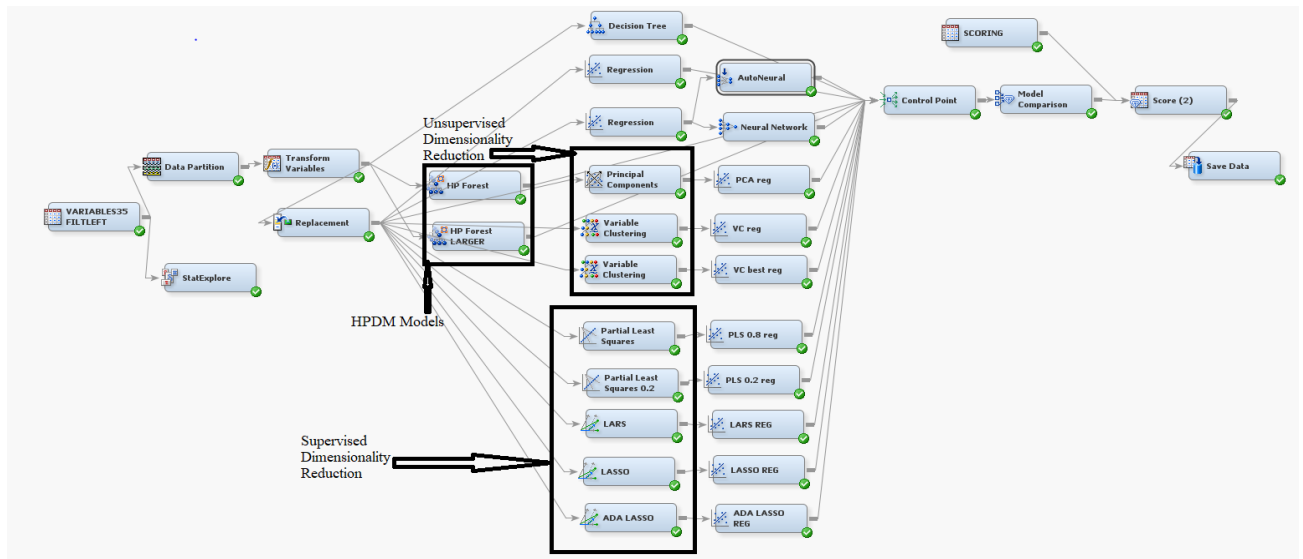 Decision Tree
SCORING
Regression
AutoNeural
Control Point
Model
Comparison
Score (2)
Unsupervised
Dimensionality
Reduction
Regression
Neural Network
Data Partition
Transform
Variables
Save Data
HP Forest
Principal
Components
PCA reg
VARIABLES35
FILTLEFT
Replacement
HP Forest
LARGER
Variable
Clustering
VC reg
StatExplore
Variable
Clustering
VC best reg
HPDM Models
Partial Least
Squares
PLS 0.8 reg
Partial Least
Squares 0.2
PLS 0.2 reg
LARS
LARS REG
Supervised
Dimensionality
Reduction
LASSO
LASSO REG
ADA LASSO
ADA LASSO
REG